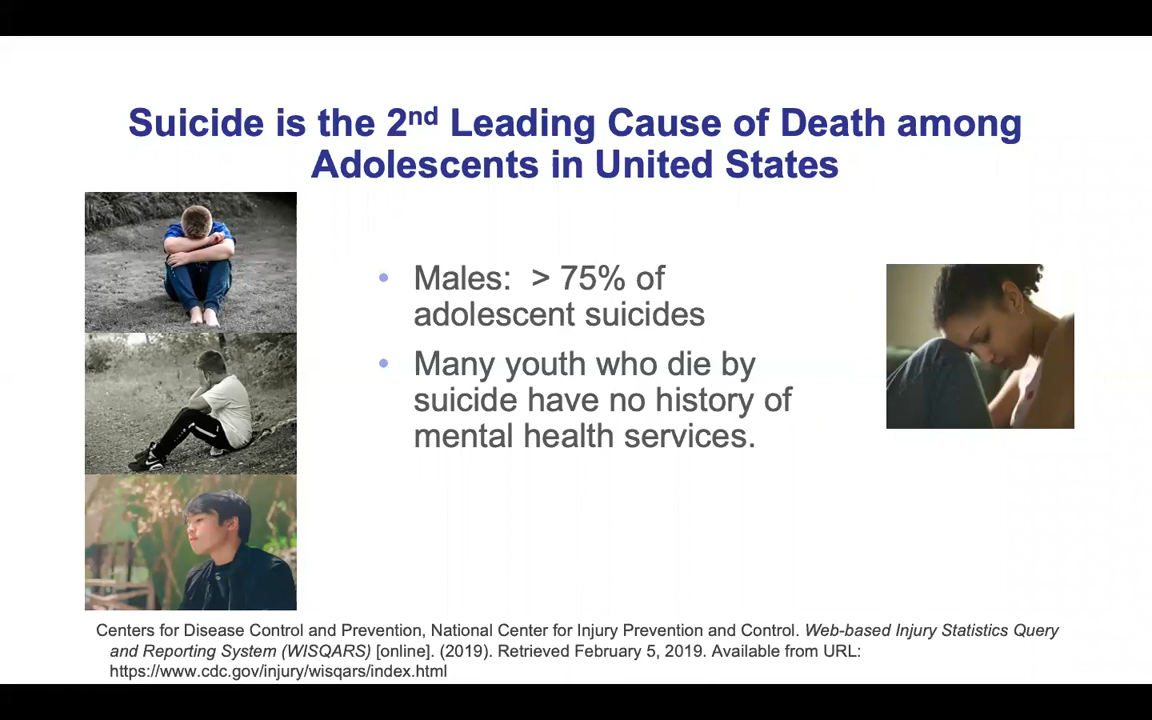 Suicide is the 2nd Leading Cause of Death among
Adolescents in United States
• Males:  > 75% of
adolescent suicides
• Many youth who die by
suicide have no history of
mental health services.
Centers for Disease Control and Prevention, National Center for Injury Prevention and Control. Web-based Injury Statistics Query
and Reporting System (WISQARS) [online]. (2019). Retrieved February 5, 2019. Available from URL:
https://www.cdc.gov/injury/wisqars/index.html